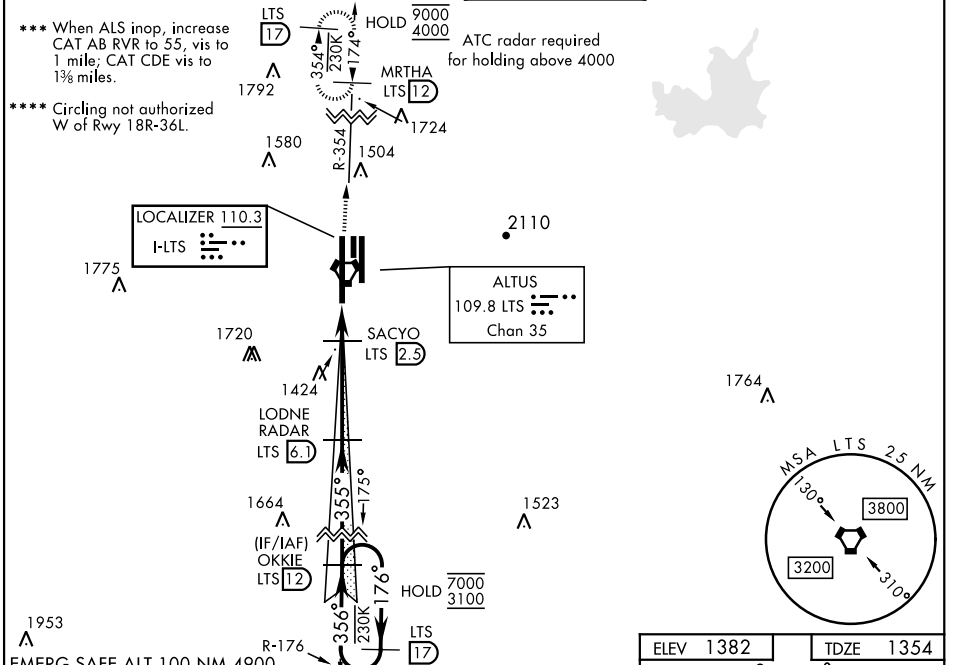 *** When ALS inop, increase
CAT AB RVR to 55, vis to
1 mile; CAT CDE vis to
1⅜ miles.
**** Circling not authorized
W of Rwy 18R-36L.
LTS
17
HOLD 9000
4000
ATC radar required
for holding above 4000
354°
230K
174°
MRTHA
LTS 12
1792
1724
1580
R-354
1504
LOCALIZER 110.3
I-LTS
2110
1775
ALTUS
109.8 LTS
Chan 35
1720
SACYO
LTS 2.5
1424
1764
LODNE
RADAR
LTS 6.1
MSA LTS 25 NM
130°
3800
3200
310°
355°
175°
1664
1523
(IF/IAF)
OKKIE
LTS 12
HOLD 7000
3100
356°
230K
176°
1953
R-176
LTS
17
EMERG SAFE ALT 100 NM 4900
ELEV 1382
TDZE 1354